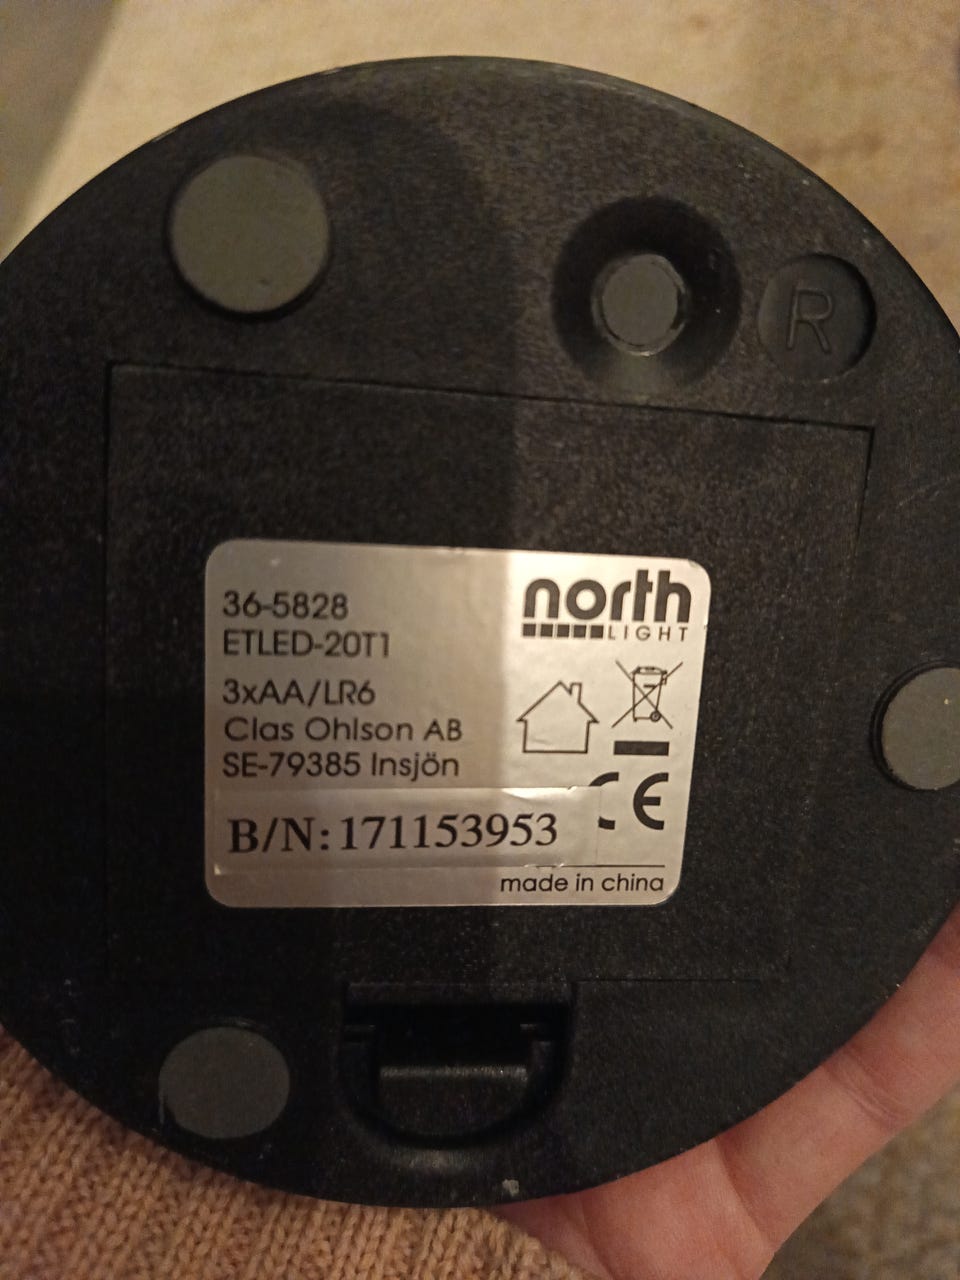 R
36-5828
ETLED-20T1
3xAA/LR6
Clas Ohlson AB
SE-79385 Insjön
B/N: 171153953
north
LIGHT
CE
made in china